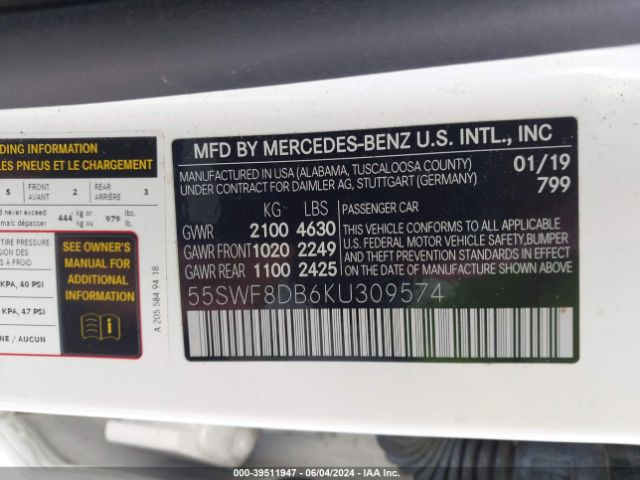 DING INFORMATION
LES PNEUS ET LE CHARGEMENT
5 FRONT AVANT 2 REAR ARRIÈRE 3
d never exceed
mais dépasser 444 kg or kg ou 979 lbs. lb.
TIRE PRESSURE
SION DES
S À FROID
KPA, 40 PSI
KPA, 47 PSI
NE / AUCUN
SEE OWNER'S
MANUAL FOR
ADDITIONAL
INFORMATION
A 205 584 94 18
MFD BY MERCEDES-BENZ U.S. INTL., INC
MANUFACTURED IN USA (ALABAMA, TUSCALOOSA COUNTY) 01/19
UNDER CONTRACT FOR DAIMLER AG, STUTTGART (GERMANY) 799
KG LBS PASSENGER CAR
GVWR 2100 4630
GAWR FRONT 1020 2249
GAWR REAR 1100 2425
THIS VEHICLE CONFORMS TO ALL APPLICABLE
U.S. FEDERAL MOTOR VEHICLE SAFETY, BUMPER
AND THEFT PREVENTION STANDARDS IN EFFECT
ON THE DATE OF MANUFACTURE SHOWN ABOVE.
55SWF8DB6KU309574
000-39511947 - 06/04/2024 - IAA Inc.